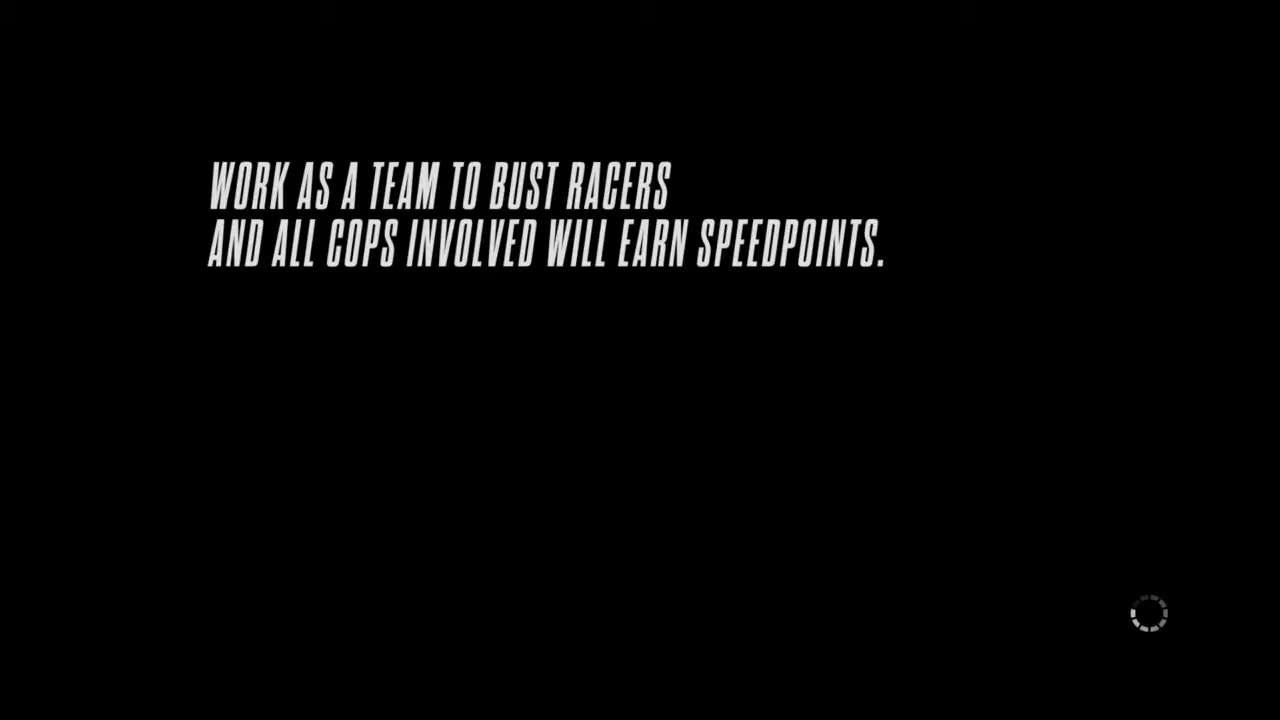 WORK AS A TEAM TO BUST RACERS
AND ALL COPS INVOLVED WILL EARN SPEEDPOINTS.